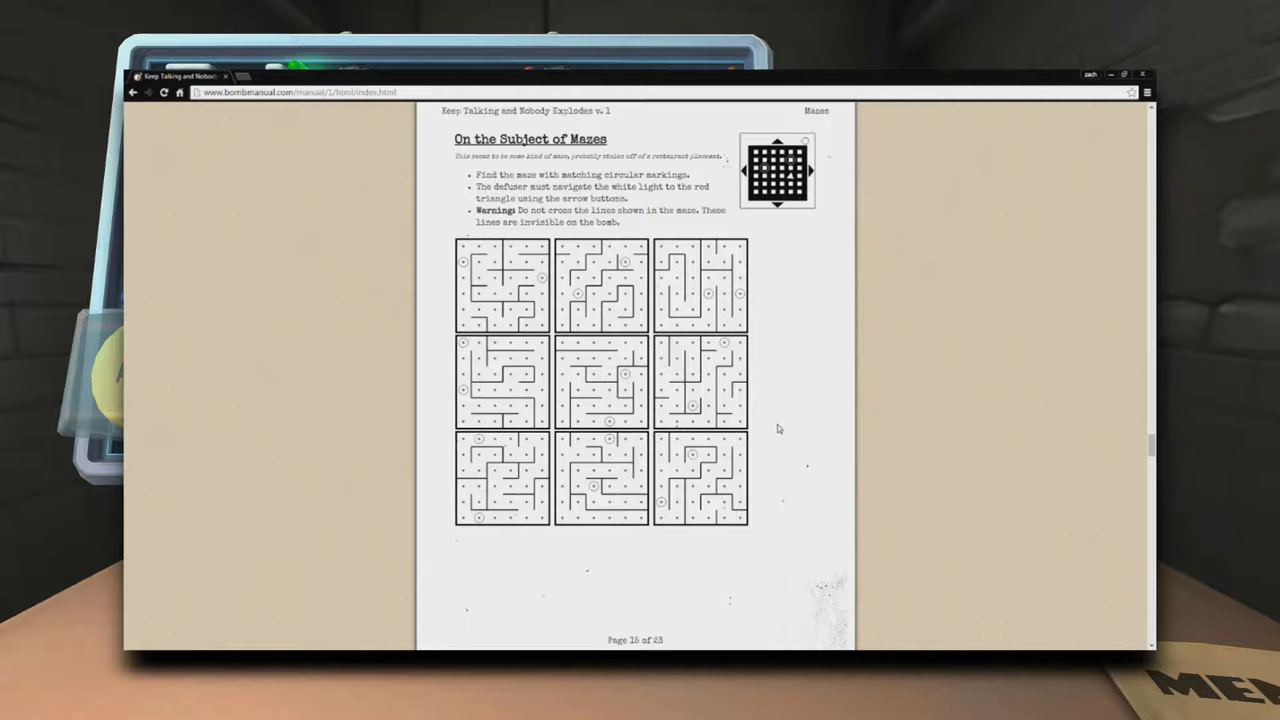 Keep Talking and Nobod
zach
www.bombmanual.com/manual/1/html/index.html
Keep Talking and Nobody Explodes v. 1
Mazes
On the Subject of Mazes
This seems to be some kind of maze, probably stolen off of a restaurant placemat.
Find the maze with matching circular markings.
The defuser must navigate the white light to the red
triangle using the arrow buttons.
Warning: Do not cross the lines shown in the maze. These
lines are invisible on the bomb.
Page 15 of 23